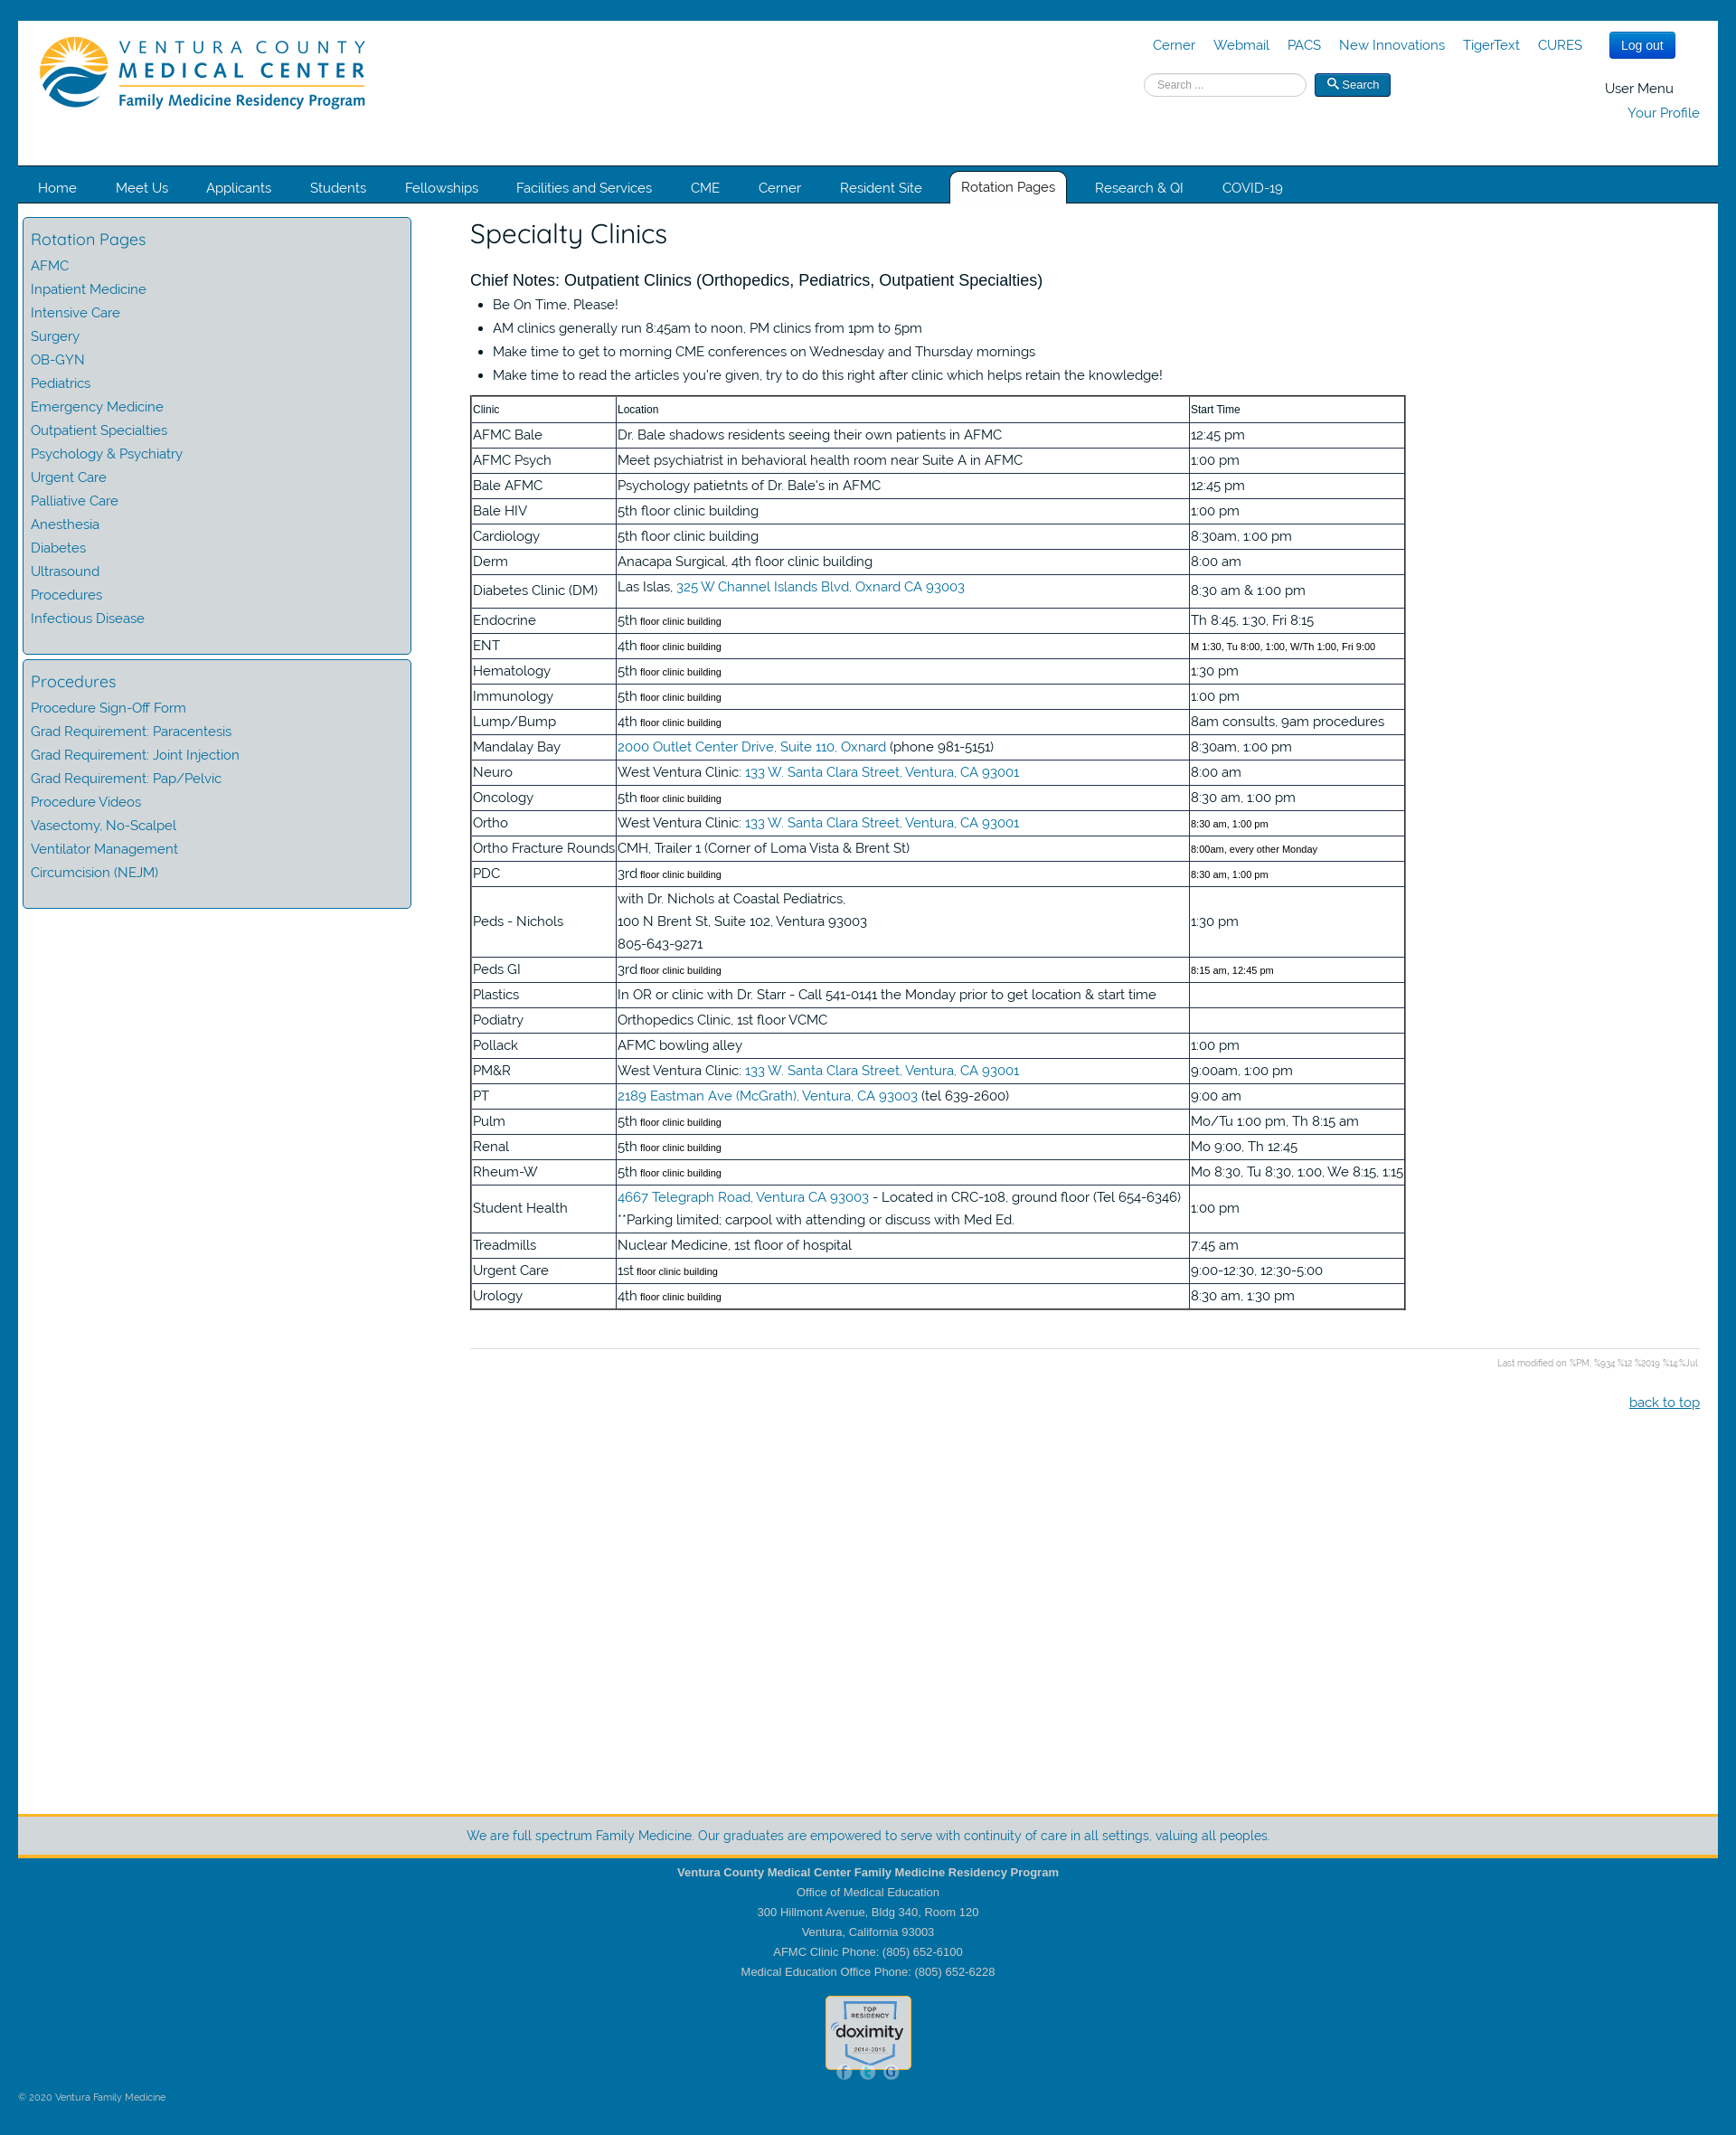 VENTURA COUNTY
MEDICAL CENTER
Family Medicine Residency Program
Cerner Webmail PACS New Innovations TigerText CURES Log out
Search ... Search
User Menu
Your Profile
Home Meet Us Applicants Students Fellowships Facilities and Services CME Cerner Resident Site Rotation Pages Research & QI COVID-19
Rotation Pages
AFMC
Inpatient Medicine
Intensive Care
Surgery
OB-GYN
Pediatrics
Emergency Medicine
Outpatient Specialties
Psychology & Psychiatry
Urgent Care
Palliative Care
Anesthesia
Diabetes
Ultrasound
Procedures
Infectious Disease
Procedures
Procedure Sign-Off Form
Grad Requirement: Paracentesis
Grad Requirement: Joint Injection
Grad Requirement: Pap/Pelvic
Procedure Videos
Vasectomy, No-Scalpel
Ventilator Management
Circumcision (NEJM)
Specialty Clinics
Chief Notes: Outpatient Clinics (Orthopedics, Pediatrics, Outpatient Specialties)
• Be On Time, Please!
• AM clinics generally run 8:45am to noon, PM clinics from 1pm to 5pm
• Make time to get to morning CME conferences on Wednesday and Thursday mornings
• Make time to read the articles you're given, try to do this right after clinic which helps retain the knowledge!
Clinic Location Start Time
AFMC Bale Dr. Bale shadows residents seeing their own patients in AFMC 12:45 pm
AFMC Psych Meet psychiatrist in behavioral health room near Suite A in AFMC 1:00 pm
Bale AFMC Psychology patietnts of Dr. Bale's in AFMC 12:45 pm
Bale HIV 5th floor clinic building 1:00 pm
Cardiology 5th floor clinic building 8:30am, 1:00 pm
Derm Anacapa Surgical, 4th floor clinic building 8:00 am
Diabetes Clinic (DM) Las Islas, 325 W Channel Islands Blvd, Oxnard CA 93003 8:30 am & 1:00 pm
Endocrine 5th floor clinic building Th 8:45, 1:30, Fri 8:15
ENT 4th floor clinic building M 1:30, Tu 8:00, 1:00, W/Th 1:00, Fri 9:00
Hematology 5th floor clinic building 1:30 pm
Immunology 5th floor clinic building 1:00 pm
Lump/Bump 4th floor clinic building 8am consults, 9am procedures
Mandalay Bay 2000 Outlet Center Drive, Suite 110, Oxnard (phone 981-5151) 8:30am, 1:00 pm
Neuro West Ventura Clinic: 133 W. Santa Clara Street, Ventura, CA 93001 8:00 am
Oncology 5th floor clinic building 8:30 am, 1:00 pm
Ortho West Ventura Clinic: 133 W. Santa Clara Street, Ventura, CA 93001 8:30 am, 1:00 pm
Ortho Fracture Rounds CMH, Trailer 1 (Corner of Loma Vista & Brent St) 8:00am, every other Monday
PDC 3rd floor clinic building 8:30 am, 1:00 pm
with Dr. Nichols at Coastal Pediatrics,
Peds - Nichols 100 N Brent St, Suite 102, Ventura 93003 1:30 pm
805-643-9271
Peds GI 3rd floor clinic building 8:15 am, 12:45 pm
Plastics In OR or clinic with Dr. Starr - Call 541-0141 the Monday prior to get location & start time
Podiatry Orthopedics Clinic, 1st floor VCMC
Pollack AFMC bowling alley 1:00 pm
PM&R West Ventura Clinic: 133 W. Santa Clara Street, Ventura, CA 93001 9:00am, 1:00 pm
PT 2189 Eastman Ave (McGrath), Ventura, CA 93003 (tel 639-2600) 9:00 am
Pulm 5th floor clinic building Mo/Tu 1:00 pm, Th 8:15 am
Renal 5th floor clinic building Mo 9:00, Th 12:45
Rheum-W 5th floor clinic building Mo 8:30, Tu 8:30, 1:00, We 8:15, 1:15
Student Health 4667 Telegraph Road, Ventura CA 93003 - Located in CRC-108, ground floor (Tel 654-6346) 1:00 pm
**Parking limited; carpool with attending or discuss with Med Ed.
Treadmills Nuclear Medicine, 1st floor of hospital 7:45 am
Urgent Care 1st floor clinic building 9:00-12:30, 12:30-5:00
Urology 4th floor clinic building 8:30 am, 1:30 pm
Last modified on %PM, %934 %12 %2019 %14:%Jul
back to top
We are full spectrum Family Medicine. Our graduates are empowered to serve with continuity of care in all settings, valuing all peoples.
Ventura County Medical Center Family Medicine Residency Program
Office of Medical Education
300 Hillmont Avenue, Bldg 340, Room 120
Ventura, California 93003
AFMC Clinic Phone: (805) 652-6100
Medical Education Office Phone: (805) 652-6228
TOP
RESIDENCY
doximity
2014-2015
f t G
© 2020 Ventura Family Medicine